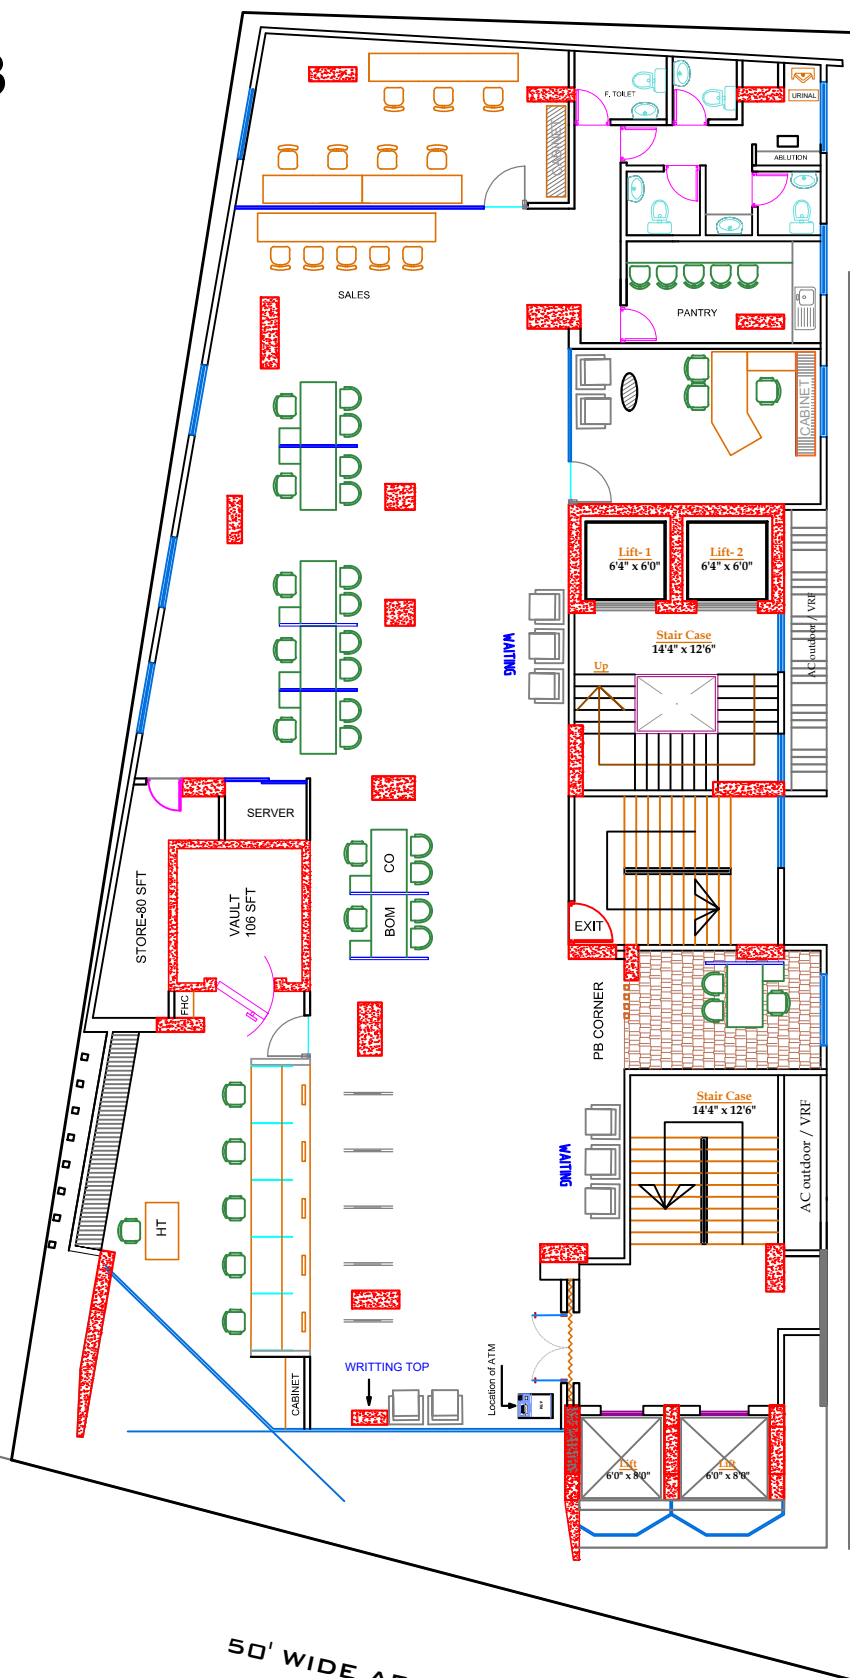 F. TOILET
URINAL
CABINET
ABLUTION
SALES
PANTRY
CABINET
Lift- 1
6'4" x 6'0"
Lift- 2
6'4" x 6'0"
Stair Case
14'4" x 12'6"
AC outdoor / VRF
WAITING
Up
SERVER
STORE-80 SFT
VAULT
106 SFT
CO
BOM
EXIT
FHC
PB CORNER
Stair Case
14'4" x 12'6"
AC outdoor / VRF
WAITING
HT
WRITTING TOP
CABINET
Location of ATM
Lift
6'0" x 8'0"
Lift
6'0" x 8'0"
50' WIDE